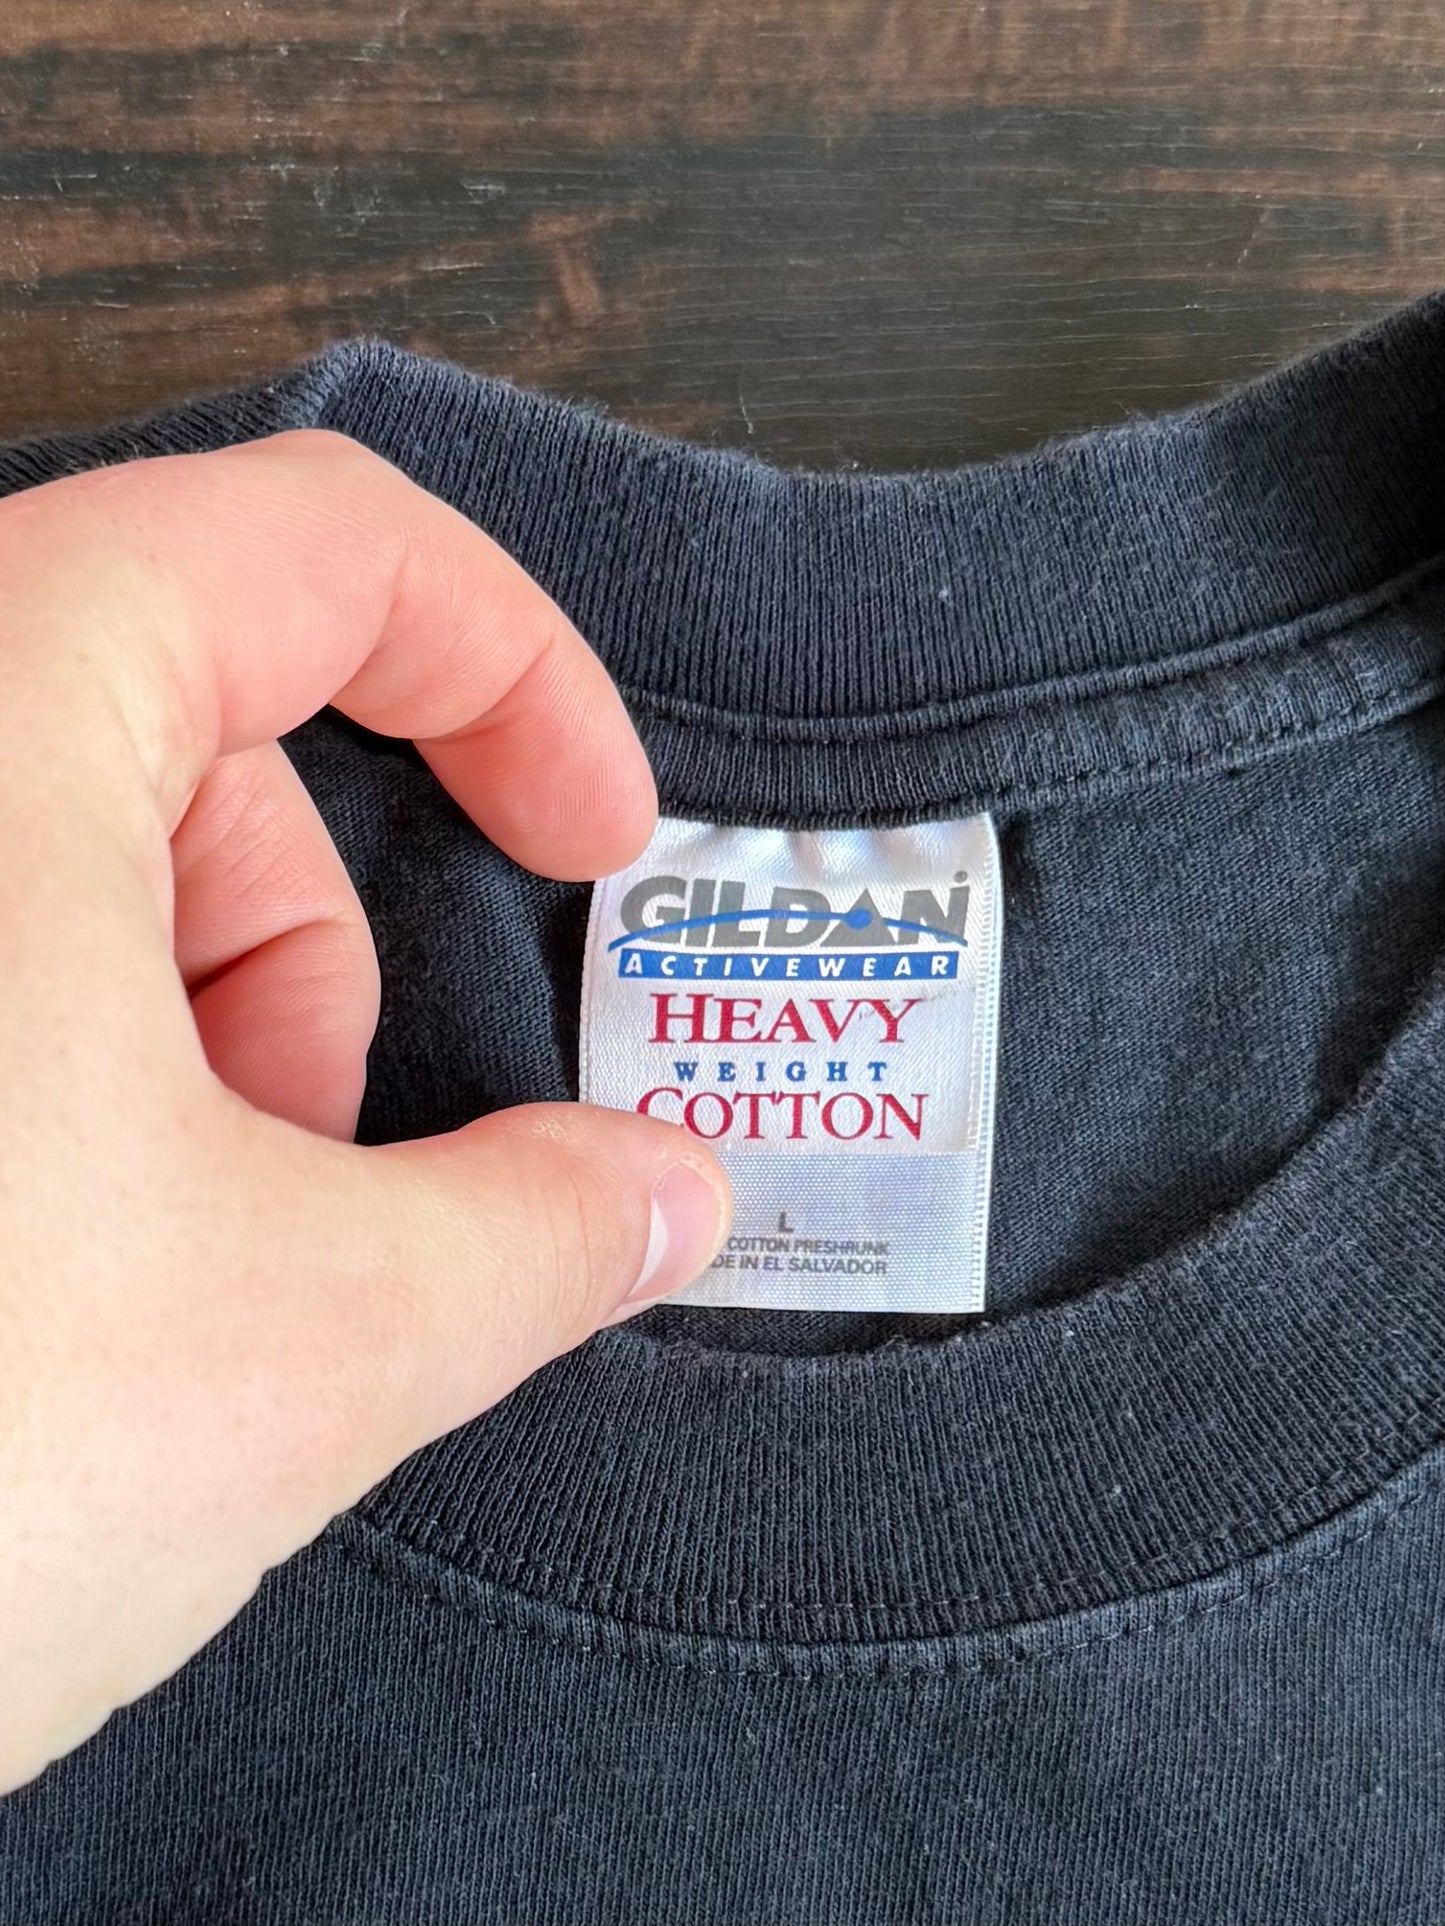 GILDAN®
ACTIVEWEAR
HEAVY
WEIGHT
COTTON
L
COTTON PRESHRUNK
DE IN EL SALVADOR